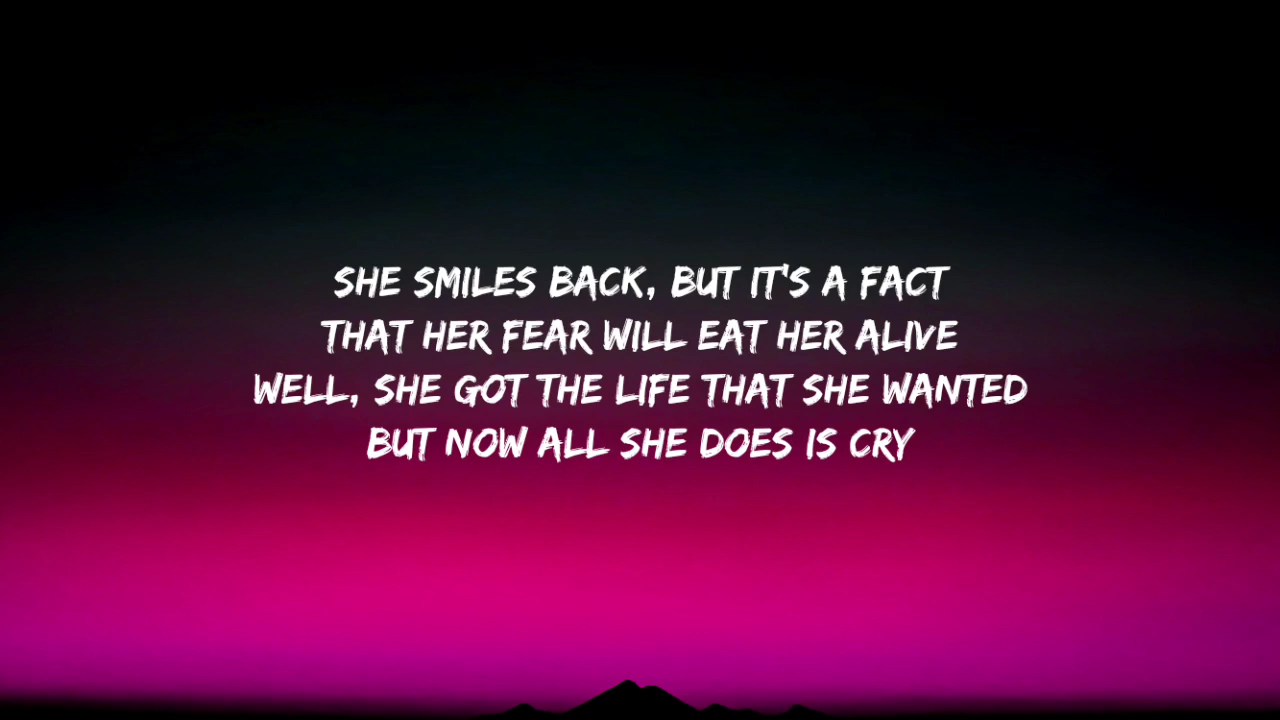 SHE SMILES BACK, BUT IT'S A FACT
THAT HER FEAR WILL EAT HER ALIVE
WELL, SHE GOT THE LIFE THAT SHE WANTED
BUT NOW ALL SHE DOES IS CRY